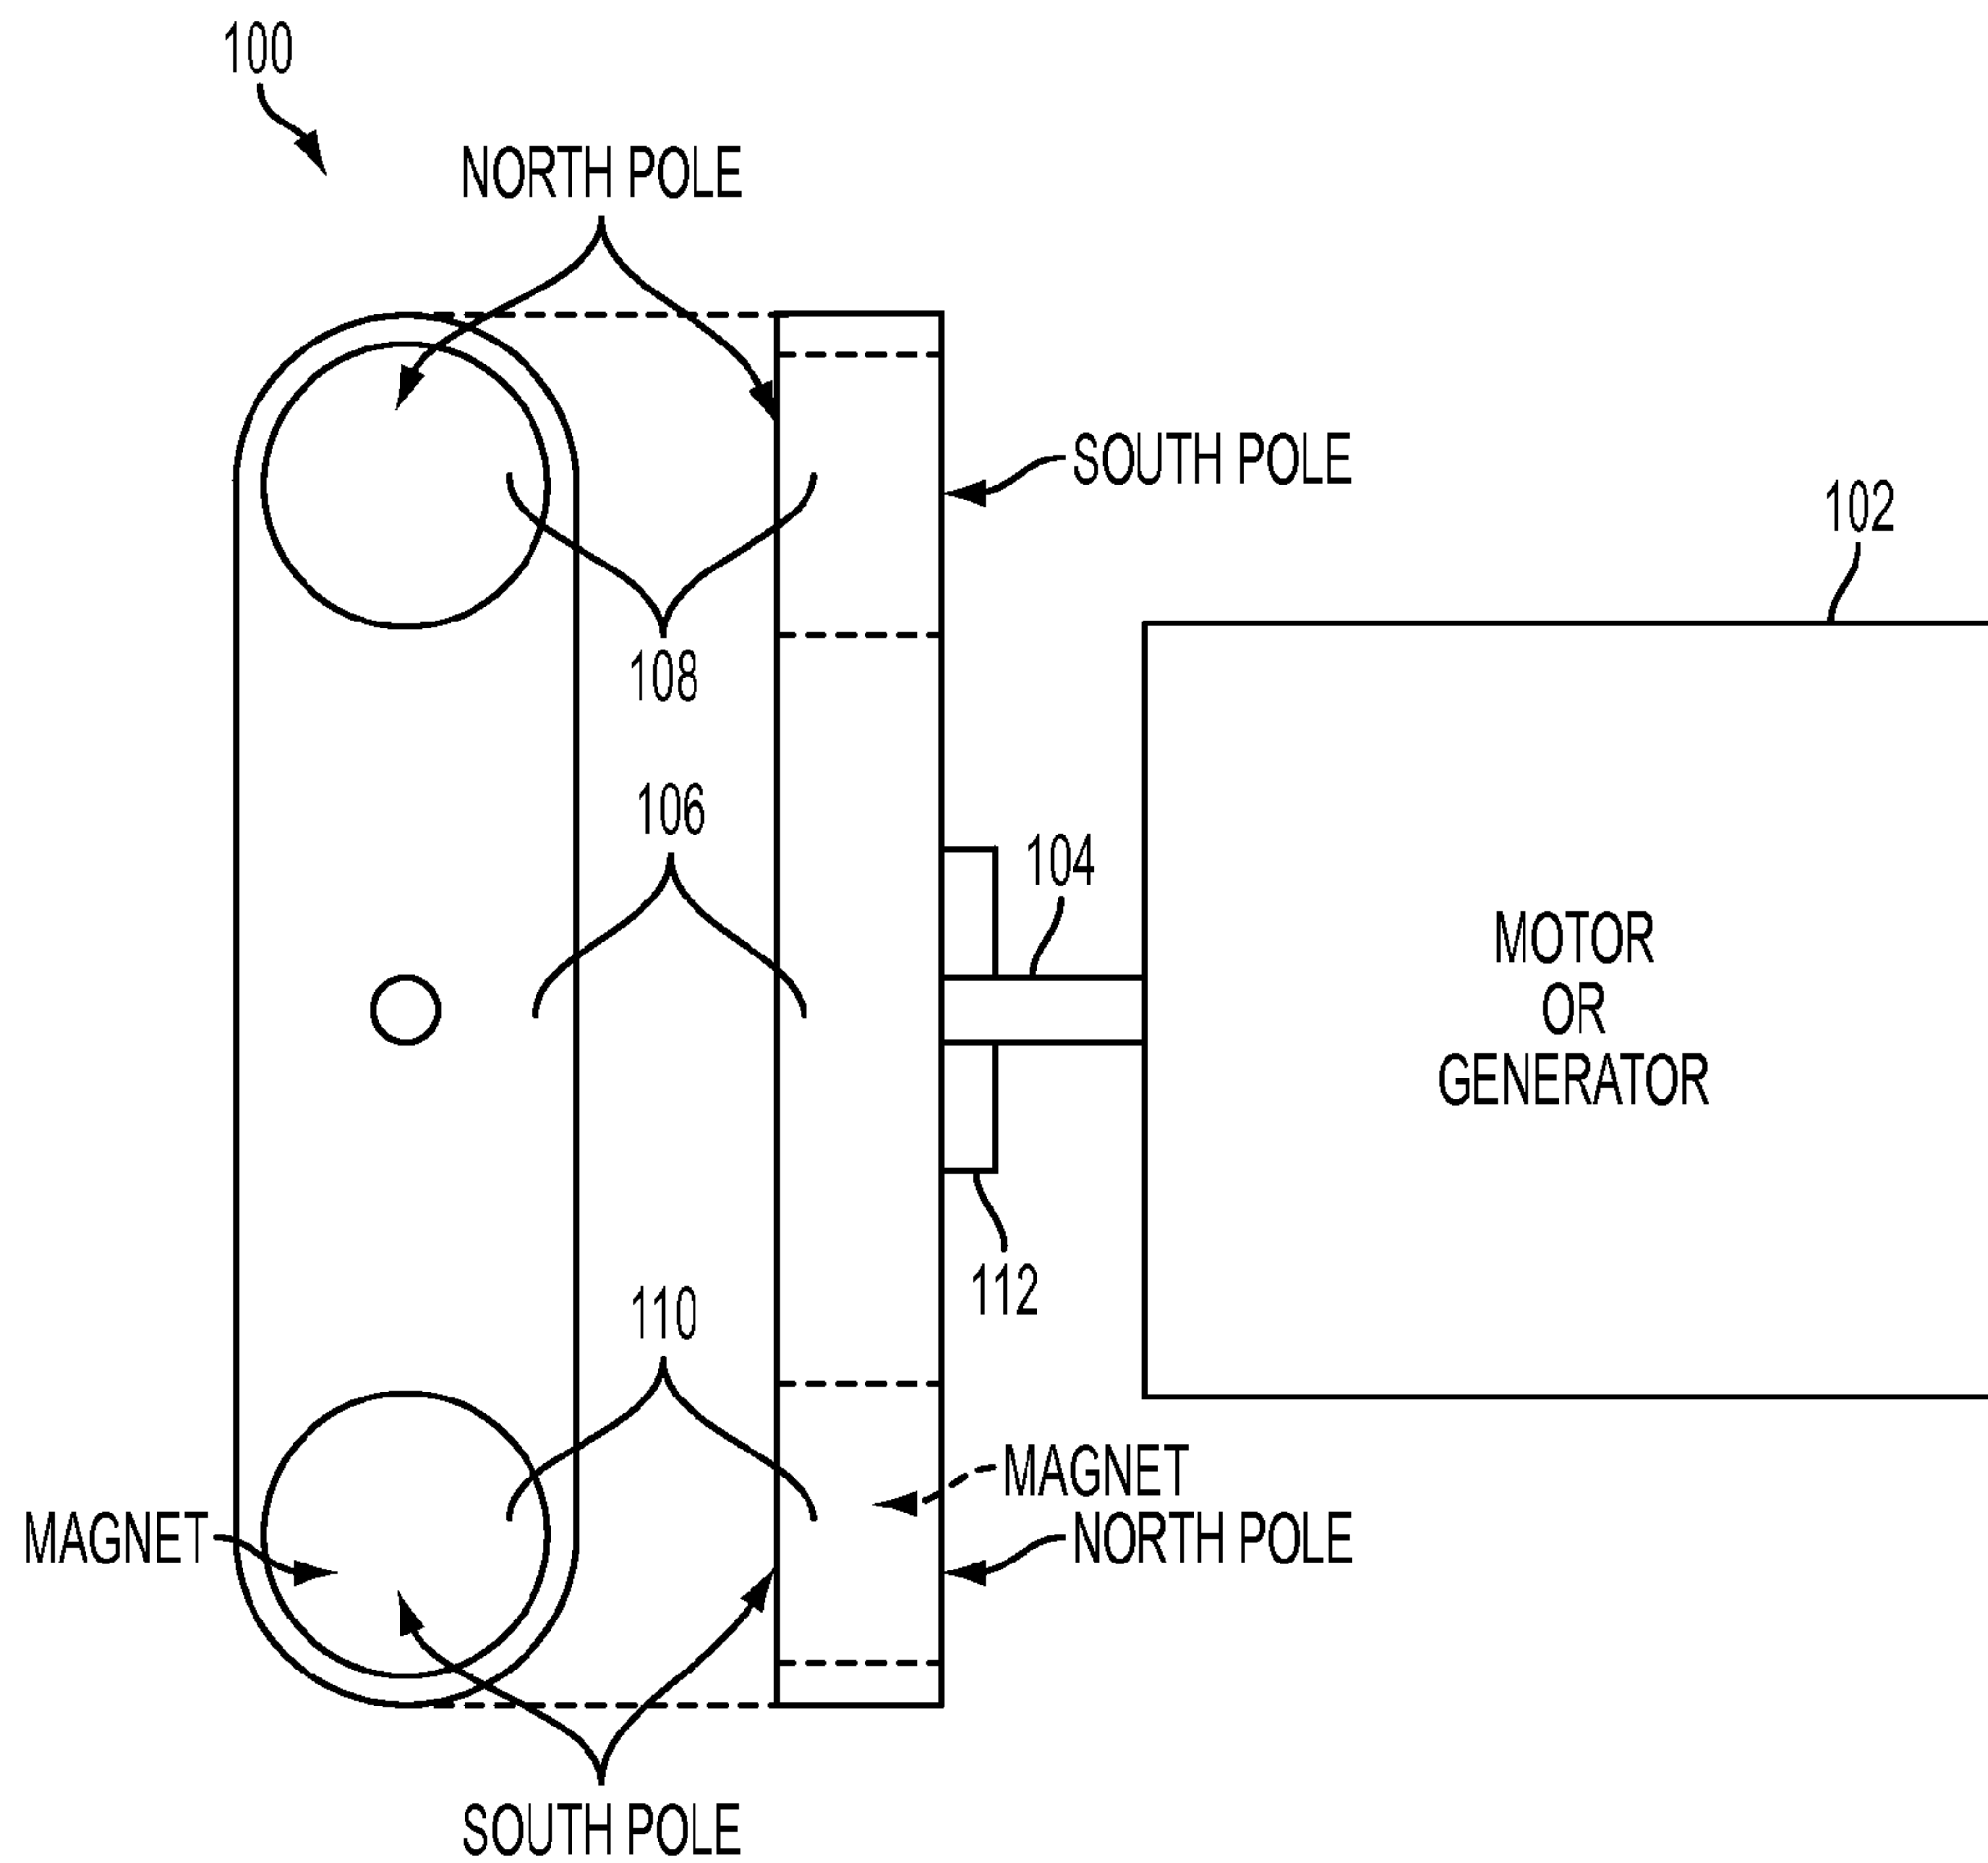 100
NORTH POLE
SOUTH POLE
102
108
106
104
MOTOR
OR
GENERATOR
112
110
MAGNET
MAGNET
NORTH POLE
SOUTH POLE